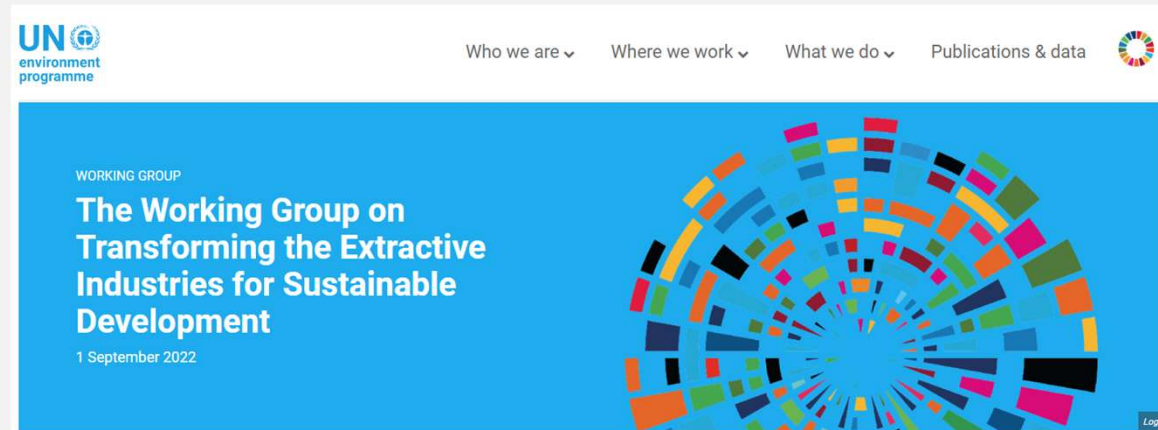 UN
environment
programme
Who we are
Where we work
What we do
Publications & data
WORKING GROUP
The Working Group on
Transforming the Extractive
Industries for Sustainable
Development
1 September 2022
Log